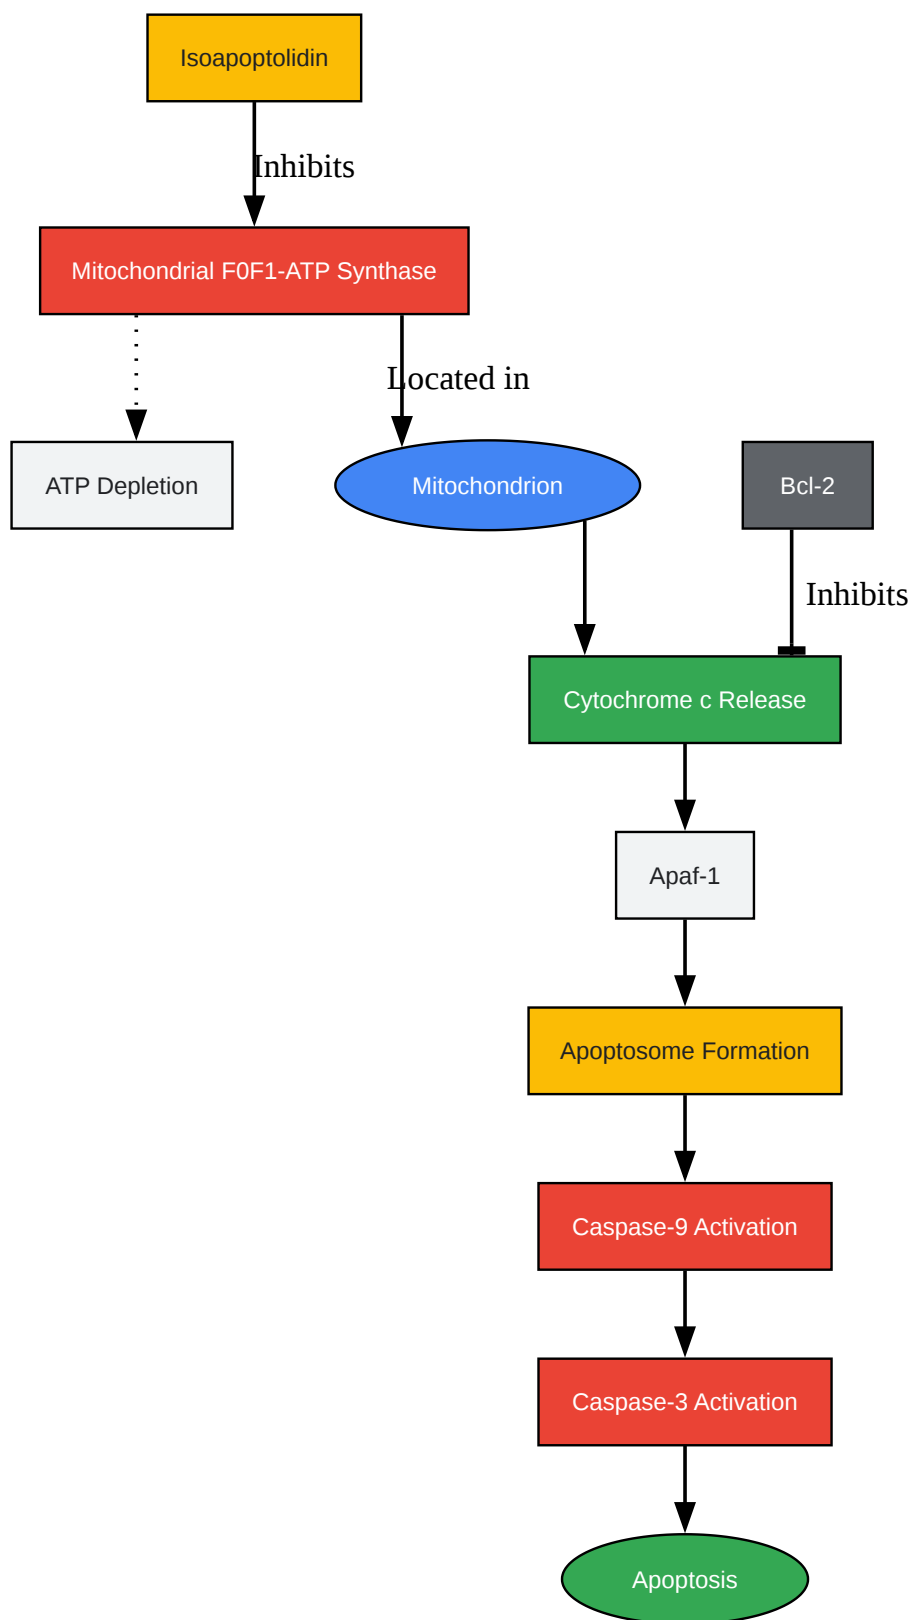 Isoapoptolidin
Inhibits
Mitochondrial F0F1-ATP Synthase
Located in
ATP Depletion
Mitochondrion
Bcl-2
Inhibits
Cytochrome c Release
Apaf-1
Apoptosome Formation
Caspase-9 Activation
Caspase-3 Activation
Apoptosis